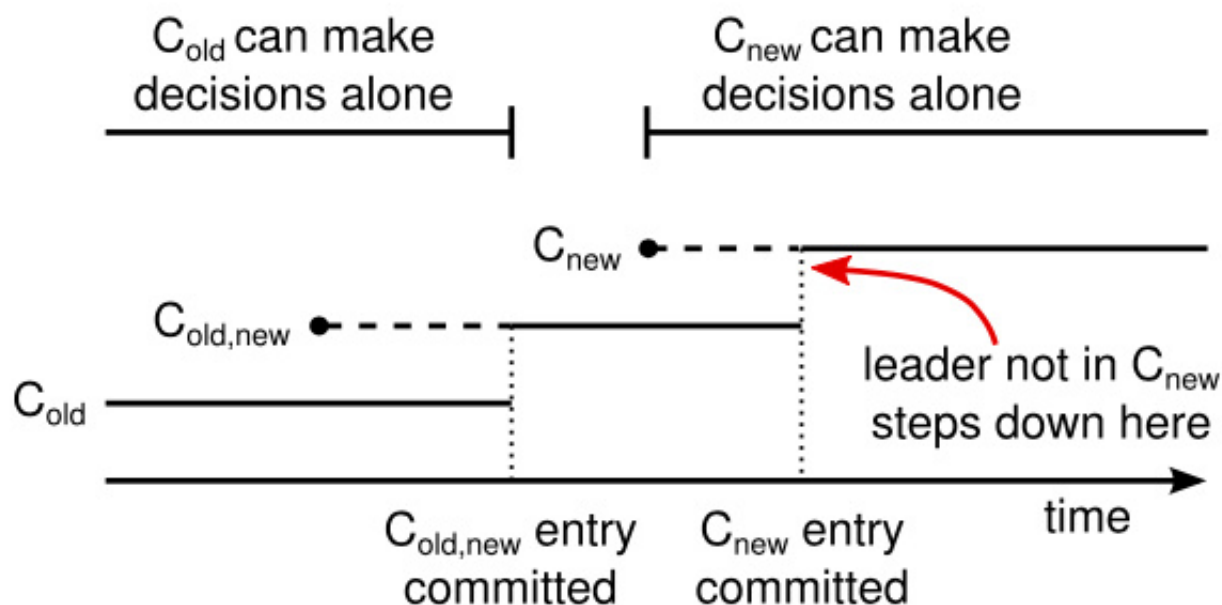 C_old can make
decisions alone
C_new can make
decisions alone
C_new
C_old,new
C_old
leader not in C_new
steps down here
time
C_old,new entry
committed
C_new entry
committed